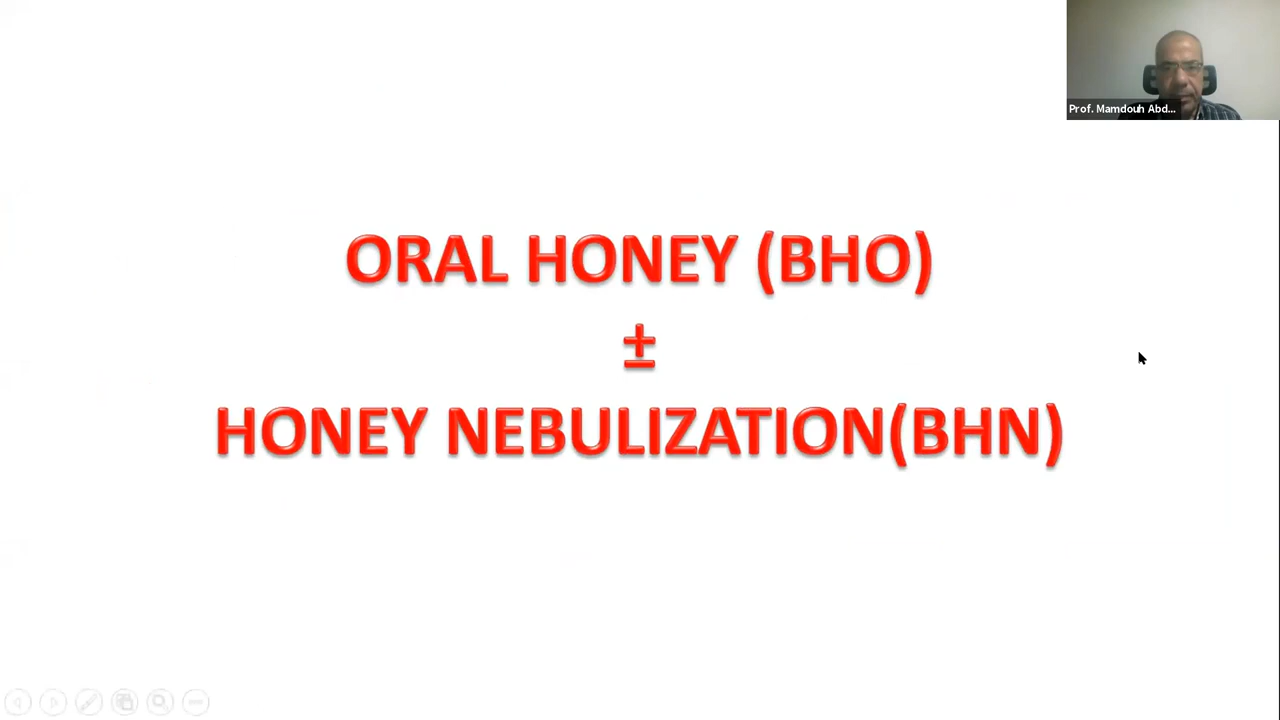 Prof. Mamdouh Abd...
ORAL HONEY (BHO)
±
HONEY NEBULIZATION(BHN)